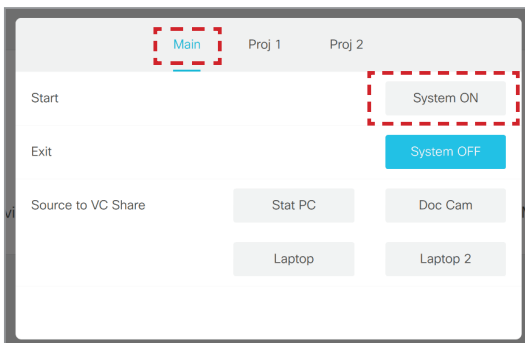 Main Proj 1 Proj 2
Start System ON
Exit System OFF
Source to VC Share Stat PC Doc Cam
Laptop Laptop 2